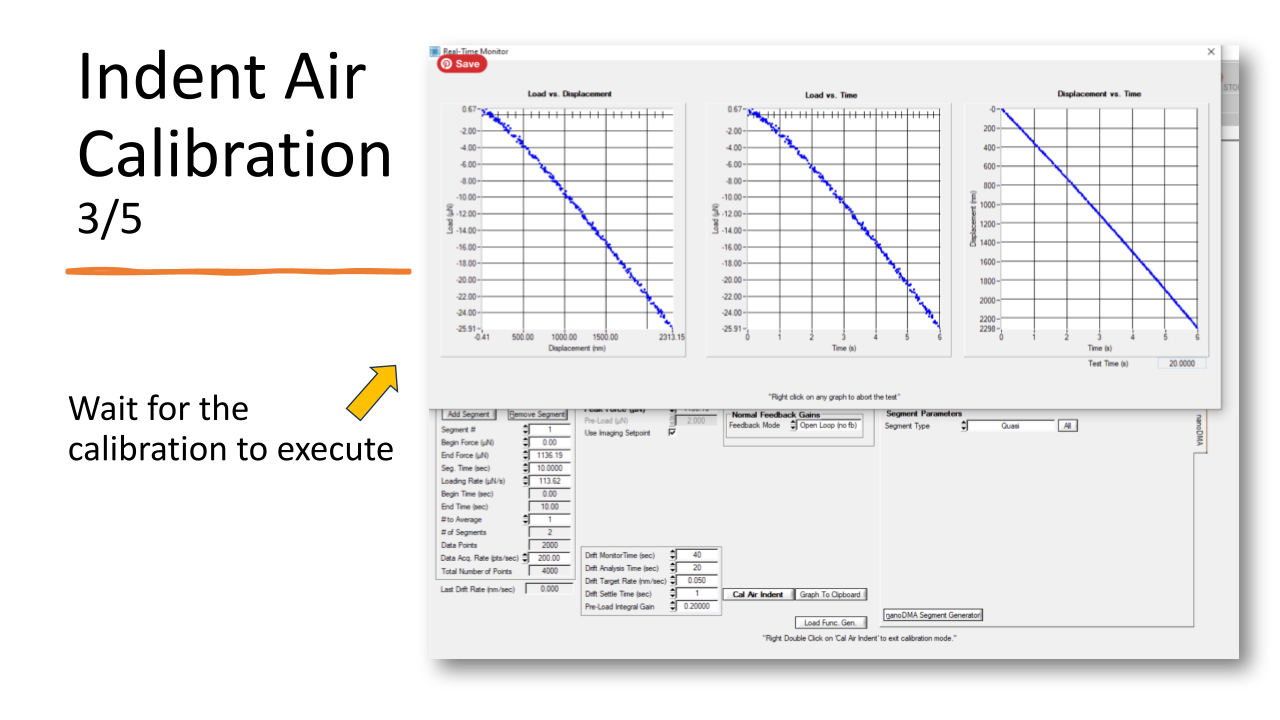 Indent Air
Calibration
3/5
Wait for the
calibration to execute
Real-Time Monitor
Save
STO
Load vs. Displacement
0.67
-2.00
-4.00
-6.00
-8.00
-10.00
-12.00
-14.00
-16.00
-18.00
-20.00
-22.00
-24.00
-25.91
Load (µN)
-0.41 500.00 1000.00 1500.00 2313.15
Displacement (nm)
Load vs. Time
0.67
-2.00
-4.00
-6.00
-8.00
-10.00
-12.00
-14.00
-16.00
-18.00
-20.00
-22.00
-24.00
-25.91
Load (µN)
0 1 2 3 4 5 6
Time (s)
Displacement vs. Time
-0
200
400
600
800
1000
1200
1400
1600
1800
2000
2200
2298
Displacement (nm)
0 1 2 3 4 5 6
Time (s)
Test Time (s) 20.0000
"Right click on any graph to abort the test"
Add Segment Remove Segment
Segment # 1
Begin Force (µN) 0.00
End Force (µN) 1136.19
Seg. Time (sec) 10.0000
Loading Rate (µN/s) 113.62
Begin Time (sec) 0.00
End Time (sec) 10.00
# to Average 1
# of Segments 2
Data Points 2000
Data Acq. Rate (pts/sec) 200.00
Total Number of Points 4000
Last Drift Rate (nm/sec) 0.000
Peak Force (µN)
Pre-Load (µN) 2.000
Use Imaging Setpoint
Drift MonitorTime (sec) 40
Drift Analysis Time (sec) 20
Drift Target Rate (nm/sec) 0.050
Drift Settle Time (sec) 1
Pre-Load Integral Gain 0.20000
Normal Feedback Gains
Feedback Mode Open Loop (no fb)
Cal Air Indent Graph To Clipboard
Load Func. Gen.
Segment Parameters
Segment Type Quasi All
nanoDMA
nanoDMA Segment Generator
"Right Double Click on 'Cal Air Indent' to exit calibration mode."